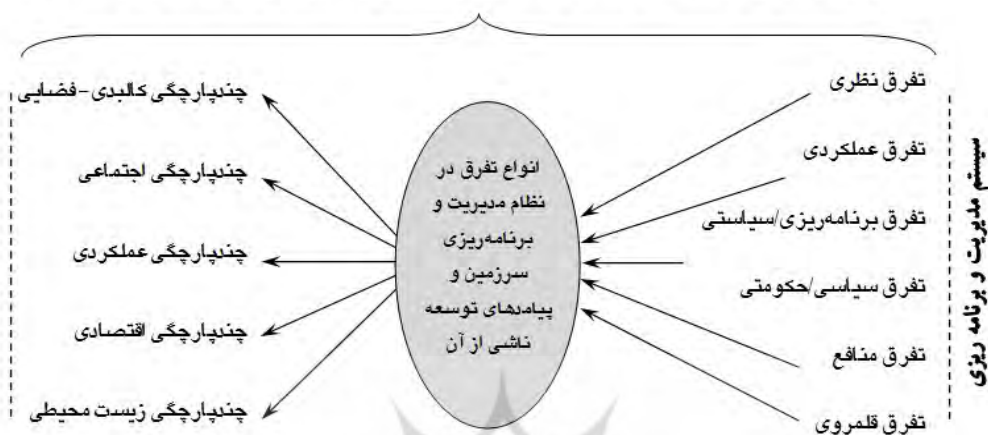 سیستم مدیریت و برنامه ریزی
تفرق نظری
تفرق عملکردی
تفرق برنامه‌ریزی/سیاستی
تفرق سیاسی/حکومتی
تفرق منافع
تفرق قلمروی
انواع تفرق در
نظام مدیریت و
برنامه‌ریزی
سرزمین و
پیامدهای توسعه
ناشی از آن
چندپارچگی کالبدی-فضایی
چندپارچگی اجتماعی
چندپارچگی عملکردی
چندپارچگی اقتصادی
چندپارچگی زیست محیطی